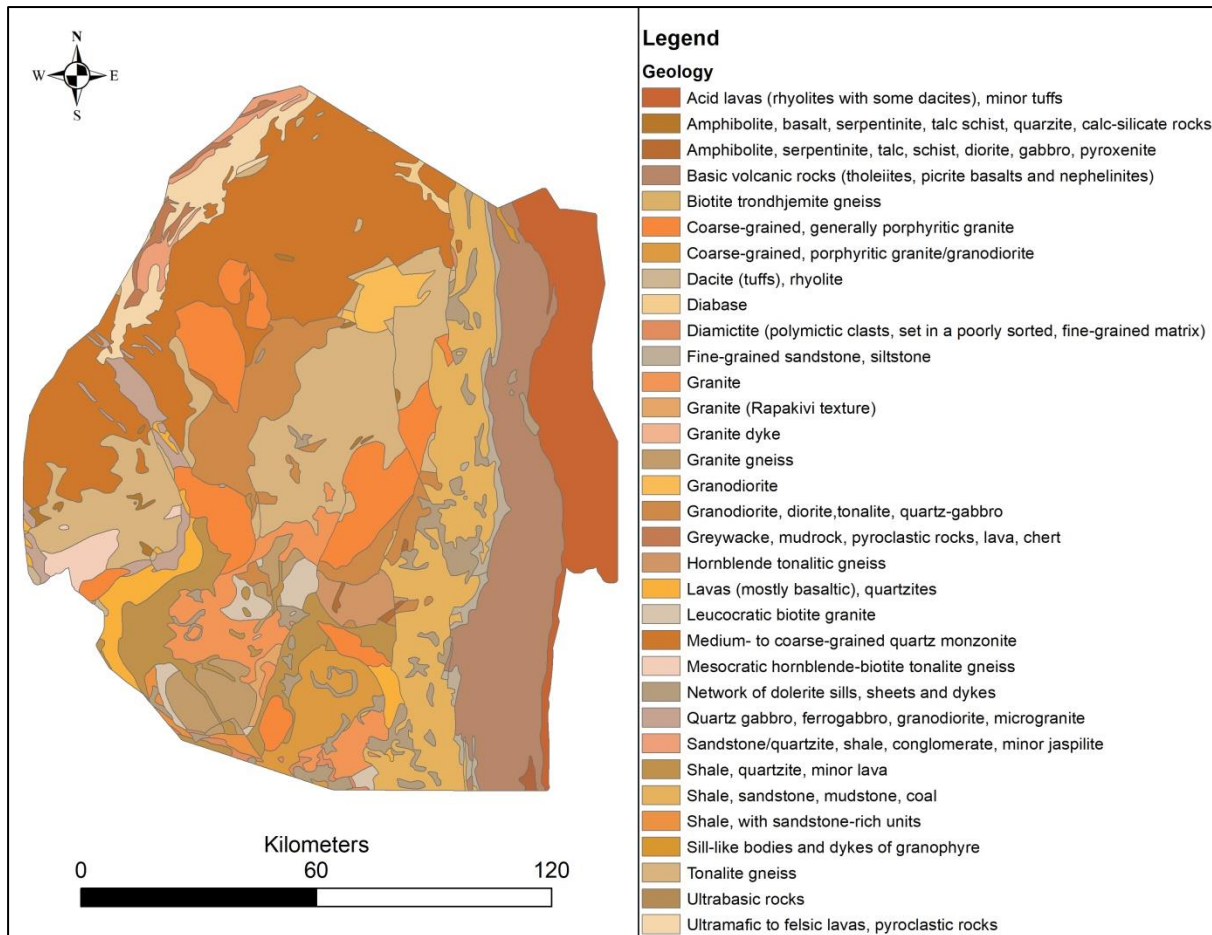 N
W E
S
Kilometers
0 60 120
Legend
Geology
Acid lavas (rhyolites with some dacites), minor tuffs
Amphibolite, basalt, serpentinite, talc schist, quartzite, calc-silicate rocks
Amphibolite, serpentinite, talc, schist, diorite, gabbro, pyroxenite
Basic volcanic rocks (tholeiites, picrite basalts and nephelinites)
Biotite trondhjemite gneiss
Coarse-grained, generally porphyritic granite
Coarse-grained, porphyritic granite/granodiorite
Dacite (tuffs), rhyolite
Diabase
Diamictite (polymictic clasts, set in a poorly sorted, fine-grained matrix)
Fine-grained sandstone, siltstone
Granite
Granite (Rapakivi texture)
Granite dyke
Granite gneiss
Granodiorite
Granodiorite, diorite,tonalite, quartz-gabbro
Greywacke, mudrock, pyroclastic rocks, lava, chert
Hornblende tonalitic gneiss
Lavas (mostly basaltic), quartzites
Leucocratic biotite granite
Medium- to coarse-grained quartz monzonite
Mesocratic hornblende-biotite tonalite gneiss
Network of dolerite sills, sheets and dykes
Quartz gabbro, ferrogabbro, granodiorite, microgranite
Sandstone/quartzite, shale, conglomerate, minor jaspilite
Shale, quartzite, minor lava
Shale, sandstone, mudstone, coal
Shale, with sandstone-rich units
Sill-like bodies and dykes of granophyre
Tonalite gneiss
Ultrabasic rocks
Ultramafic to felsic lavas, pyroclastic rocks